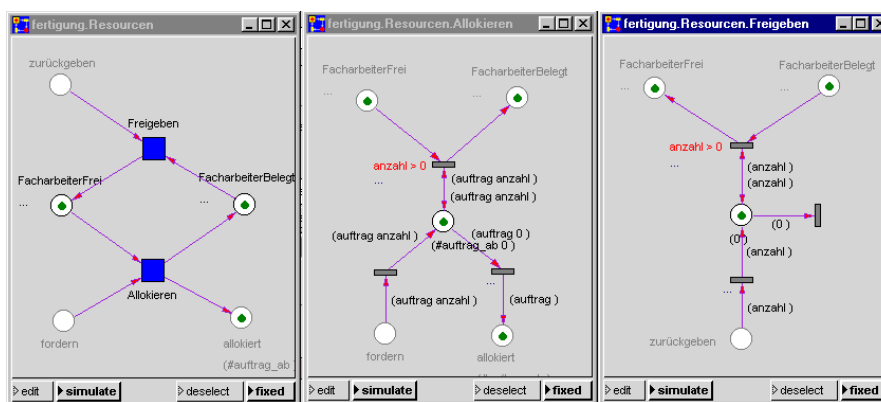 fertigung.Resourcen
zurückgeben
Freigeben
FacharbeiterFrei
FacharbeiterBelegt
...
...
Allokieren
fordern
allokiert
(#auftrag_ab
edit
simulate
deselect
fixed
fertigung.Resourcen.Allokieren
FacharbeiterFrei
FacharbeiterBelegt
...
...
anzahl > 0
...
(auftrag anzahl )
(auftrag anzahl )
(auftrag anzahl )
(auftrag 0 )
(#auftrag_ab 0 )
...
(auftrag anzahl )
(auftrag )
fordern
allokiert
edit
simulate
deselect
fixed
fertigung.Resourcen.Freigeben
FacharbeiterFrei
FacharbeiterBelegt
...
...
anzahl > 0
...
(anzahl )
(anzahl )
(0 )
(0 )
(anzahl )
...
(anzahl )
zurückgeben
edit
simulate
deselect
fixed